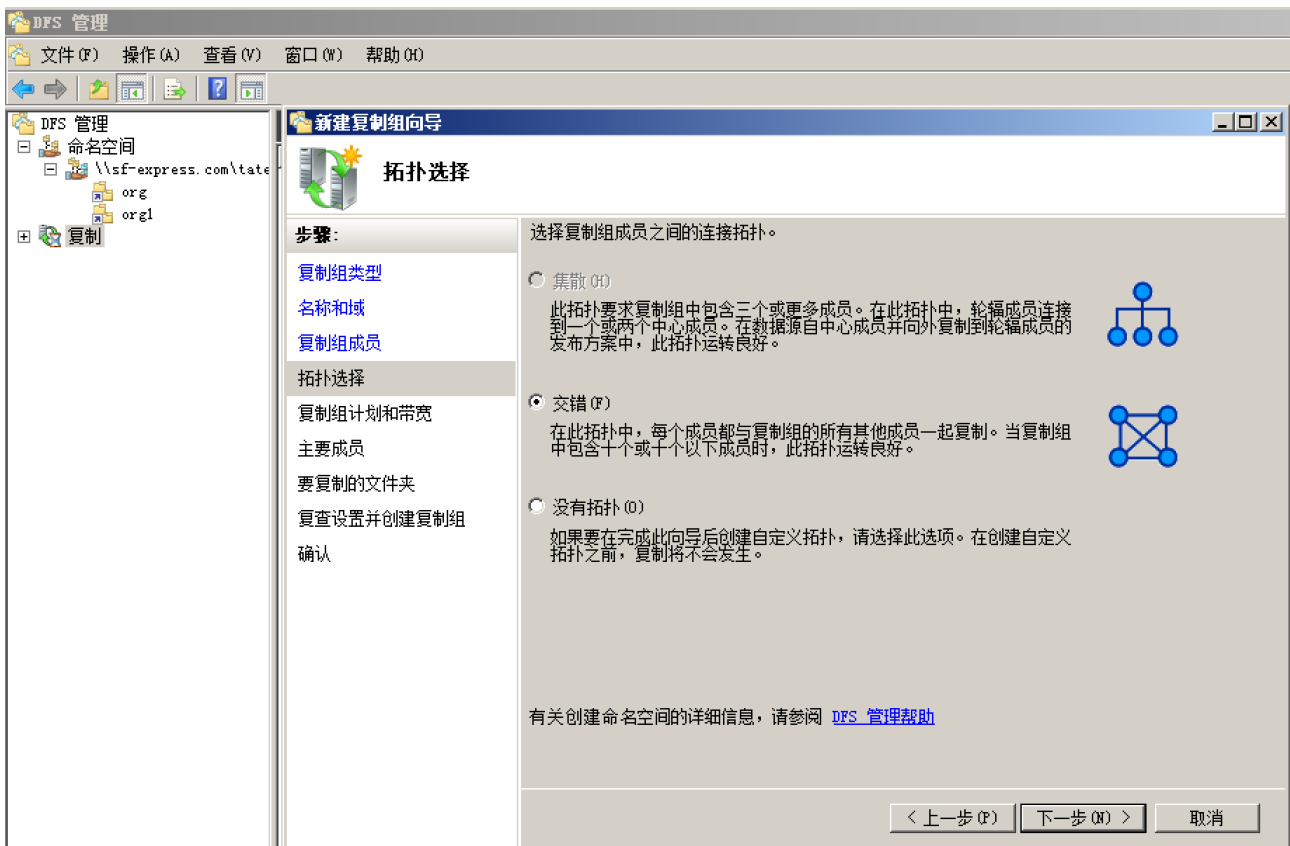 DFS 管理
文件(F) 操作(A) 查看(V) 窗口(W) 帮助(H)
DFS 管理
命名空间
\\sf-express.com\tate
org
org1
复制
新建复制组向导
拓扑选择
步骤:
复制组类型
名称和域
复制组成员
拓扑选择
复制组计划和带宽
主要成员
要复制的文件夹
复查设置并创建复制组
确认
选择复制组成员之间的连接拓扑。
集散(H)
此拓扑要求复制组中包含三个或更多成员。在此拓扑中，轮辐成员连接
到一个或两个中心成员。在数据源自中心成员并向外复制到轮辐成员的
发布方案中，此拓扑运转良好。
交错(F)
在此拓扑中，每个成员都与复制组的所有其他成员一起复制。当复制组
中包含十个或十个以下成员时，此拓扑运转良好。
没有拓扑(O)
如果要在完成此向导后创建自定义拓扑，请选择此选项。在创建自定义
拓扑之前，复制将不会发生。
有关创建命名空间的详细信息，请参阅 DFS 管理帮助
< 上一步(P) 下一步(N) > 取消